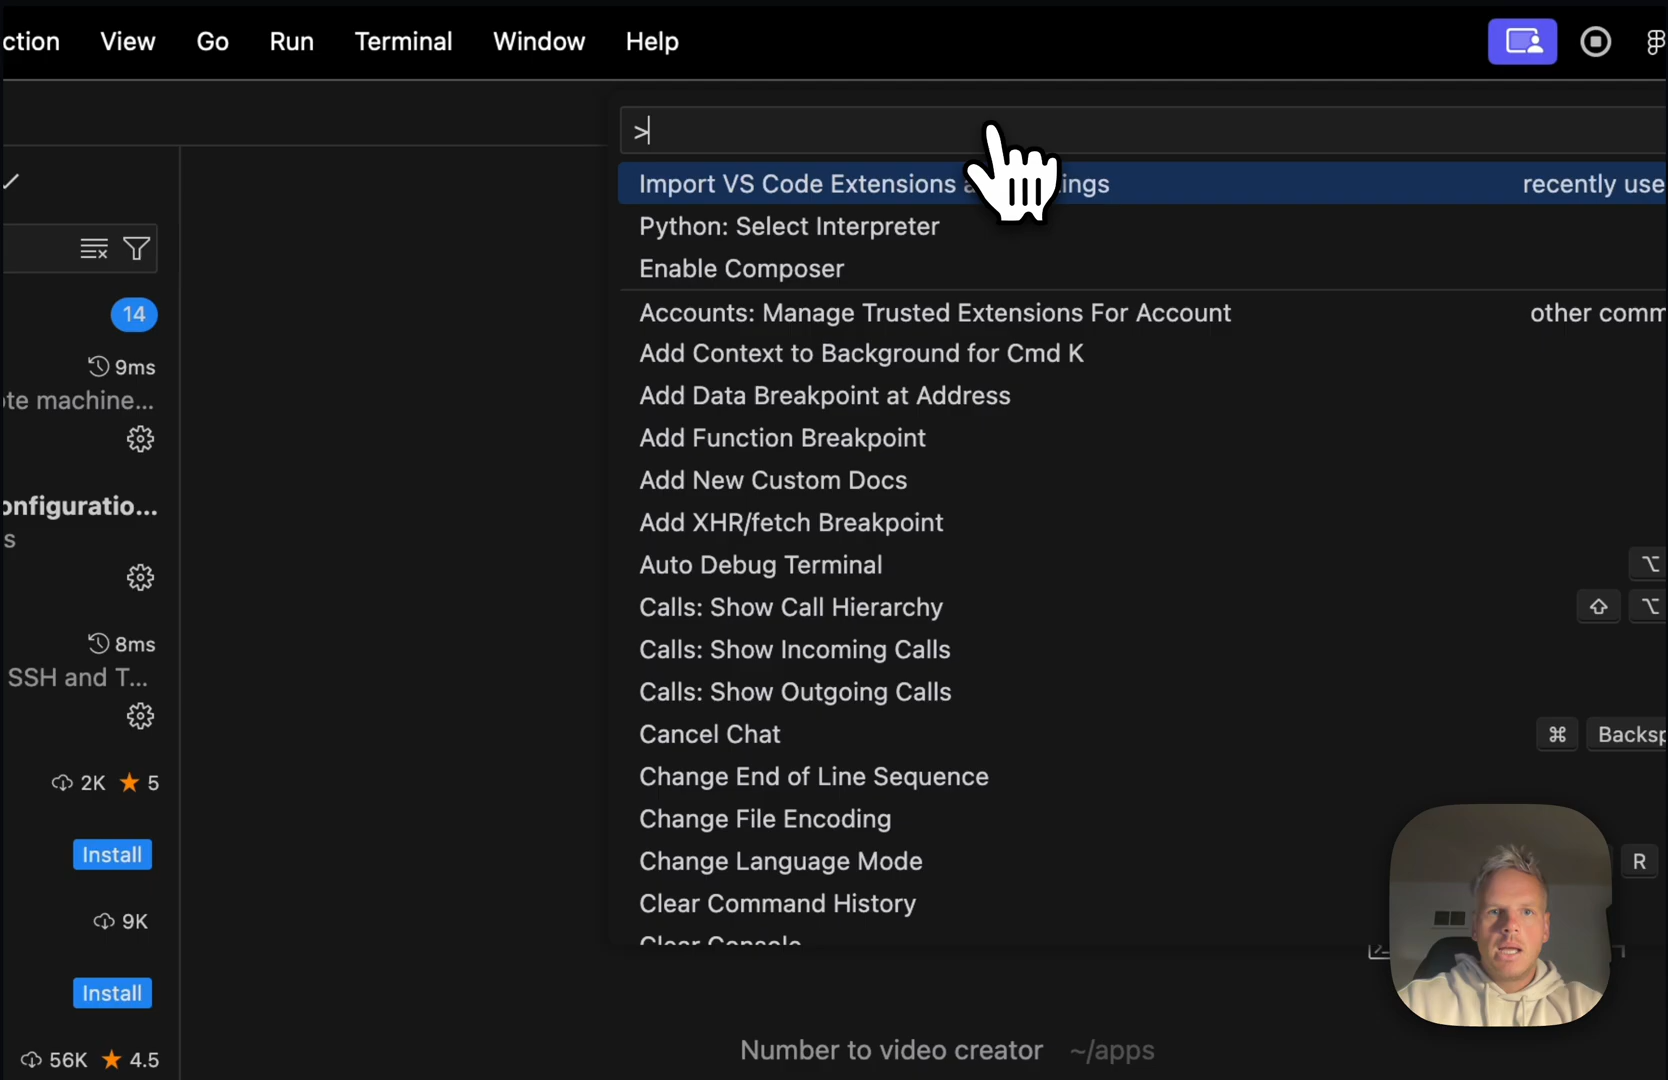 ction View Go Run Terminal Window Help
>
Import VS Code Extensions a ings recently use
Python: Select Interpreter
Enable Composer
Accounts: Manage Trusted Extensions For Account other comm
Add Context to Background for Cmd K
Add Data Breakpoint at Address
Add Function Breakpoint
Add New Custom Docs
Add XHR/fetch Breakpoint
Auto Debug Terminal ⌥
Calls: Show Call Hierarchy ⇧ ⌥
Calls: Show Incoming Calls
Calls: Show Outgoing Calls
Cancel Chat ⌘ Backsp
Change End of Line Sequence
Change File Encoding
Change Language Mode R
Clear Command History
Clear Console
14
9ms
te machine...
onfiguratio...
s
8ms
SSH and T...
2K ★ 5
Install
9K
Install
56K ★ 4.5
Number to video creator ~/apps